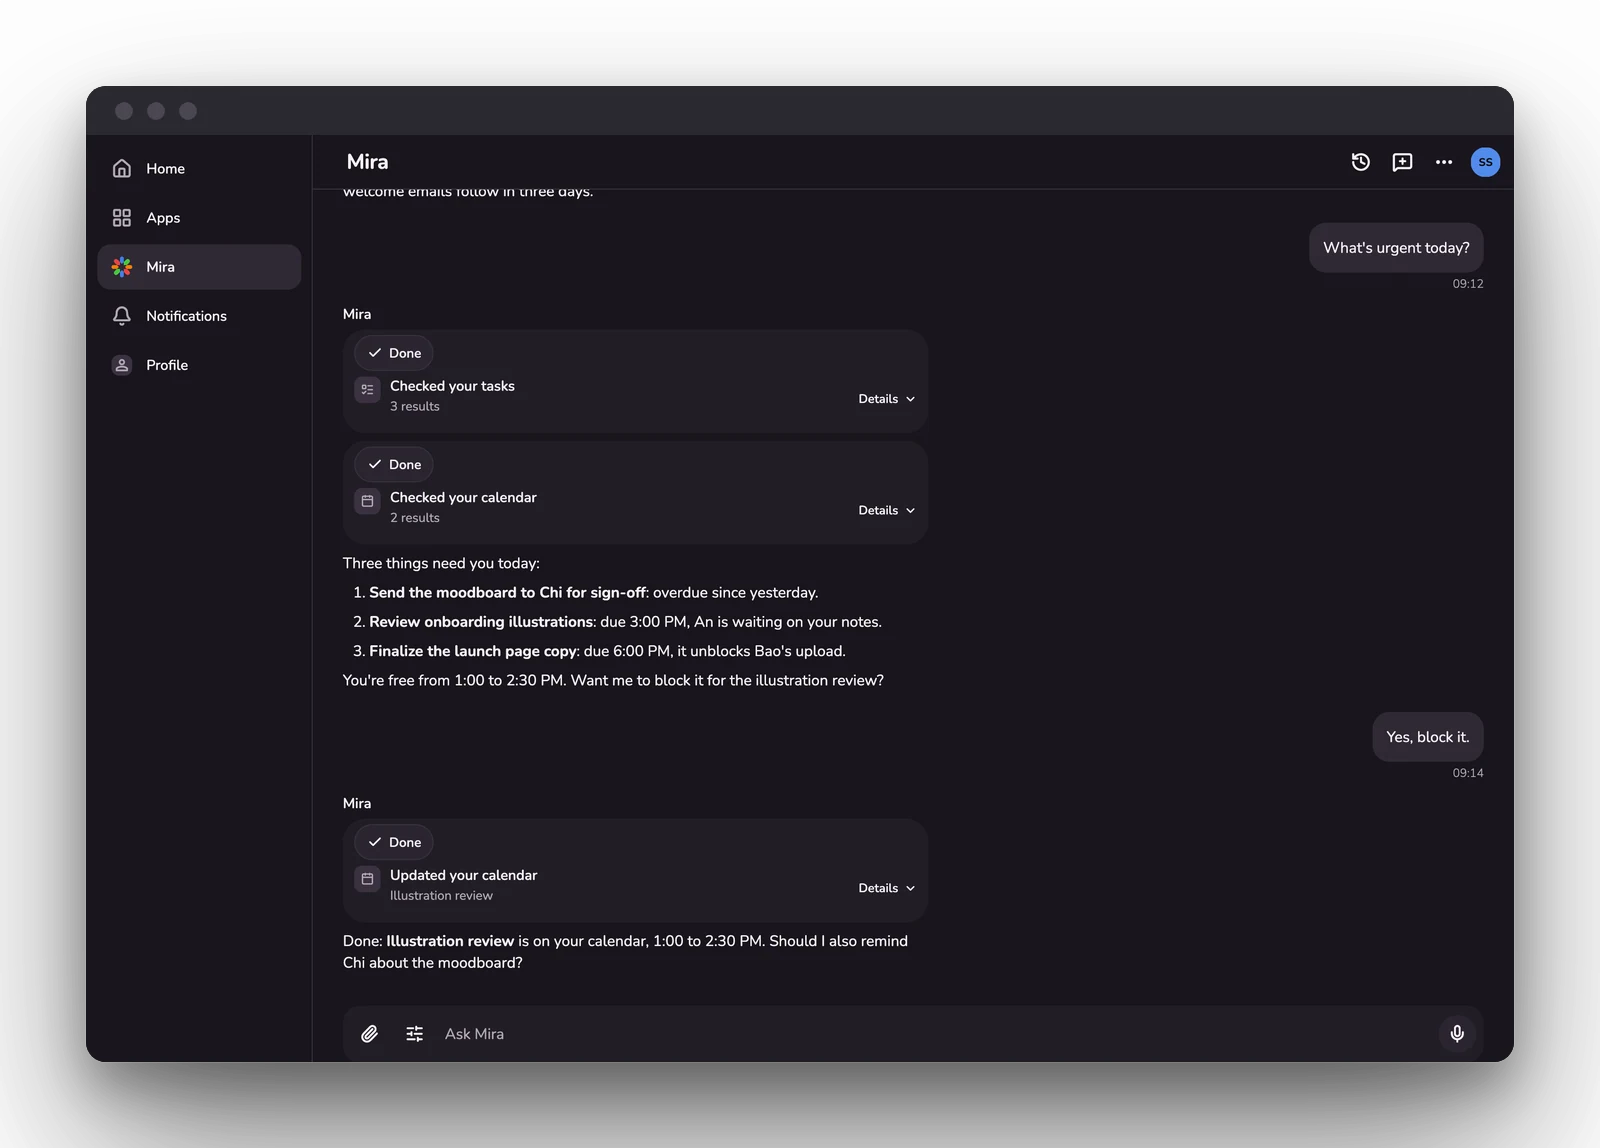 Home
Apps
Mira
Notifications
Profile
Mira
SS
welcome emails follow in three days.
What's urgent today?
09:12
Mira
Done
Checked your tasks
3 results
Details
Done
Checked your calendar
2 results
Details
Three things need you today:
1. Send the moodboard to Chi for sign-off: overdue since yesterday.
2. Review onboarding illustrations: due 3:00 PM, An is waiting on your notes.
3. Finalize the launch page copy: due 6:00 PM, it unblocks Bao's upload.
You're free from 1:00 to 2:30 PM. Want me to block it for the illustration review?
Yes, block it.
09:14
Mira
Done
Updated your calendar
Illustration review
Details
Done: Illustration review is on your calendar, 1:00 to 2:30 PM. Should I also remind
Chi about the moodboard?
Ask Mira